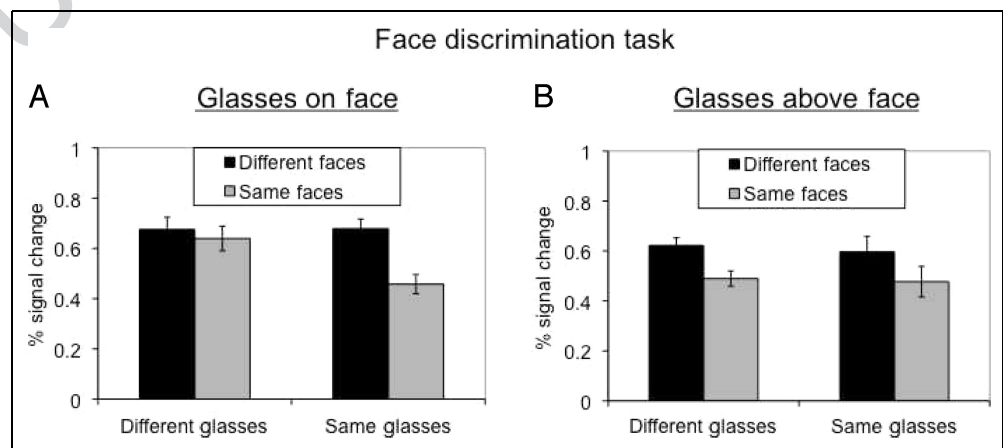 Face discrimination task
A
Glasses on face
% signal change
1
0.8
0.6
0.4
0.2
0
Different faces
Same faces
Different glasses
Same glasses
B
Glasses above face
% signal change
1
0.8
0.6
0.4
0.2
0
Different faces
Same faces
Different glasses
Same glasses